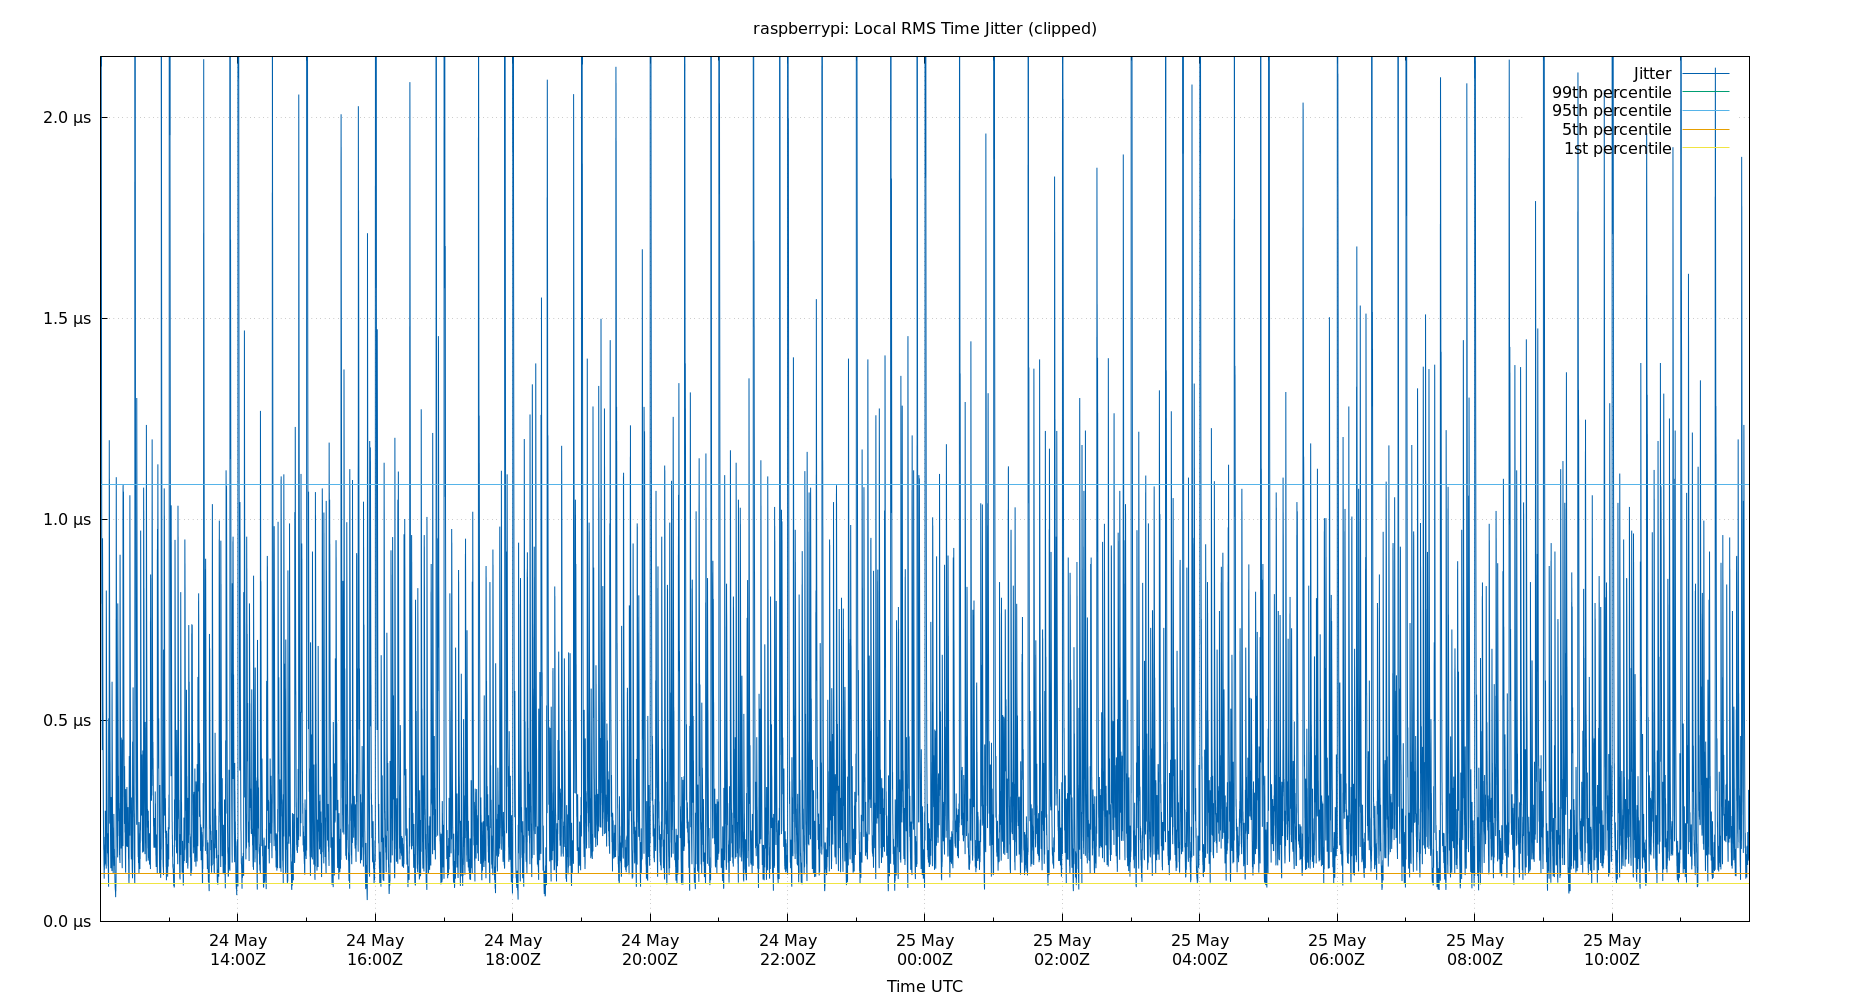 raspberrypi: Local RMS Time Jitter (clipped)
Jitter
99th percentile
95th percentile
5th percentile
1st percentile
2.0 µs
1.5 µs
1.0 µs
0.5 µs
0.0 µs
24 May 24 May 24 May 24 May 24 May 25 May 25 May 25 May 25 May 25 May 25 May
14:00Z 16:00Z 18:00Z 20:00Z 22:00Z 00:00Z 02:00Z 04:00Z 06:00Z 08:00Z 10:00Z
Time UTC